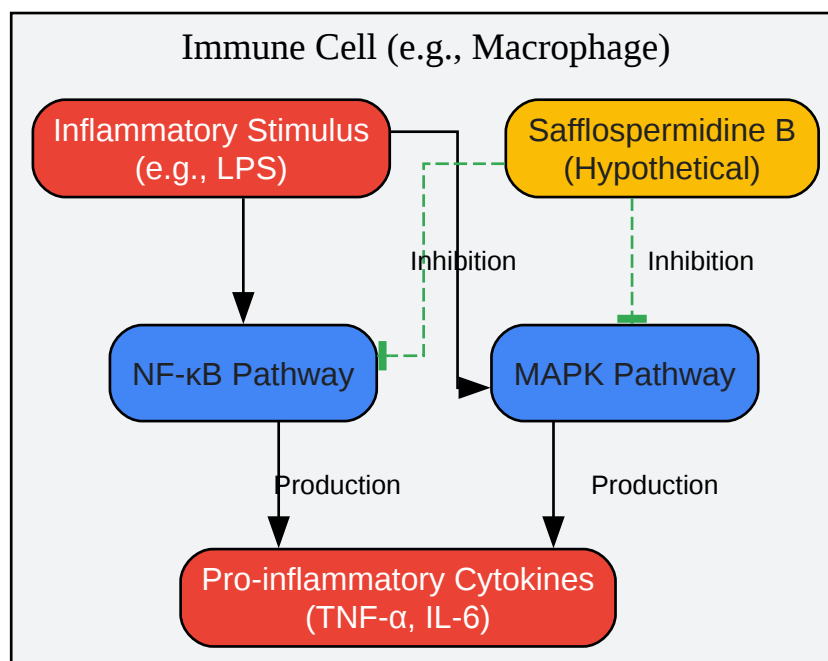 Immune Cell (e.g., Macrophage)
Inflammatory Stimulus
(e.g., LPS)
Safflospermidine B
(Hypothetical)
Inhibition
Inhibition
NF-κB Pathway
MAPK Pathway
Production
Production
Pro-inflammatory Cytokines
(TNF-α, IL-6)